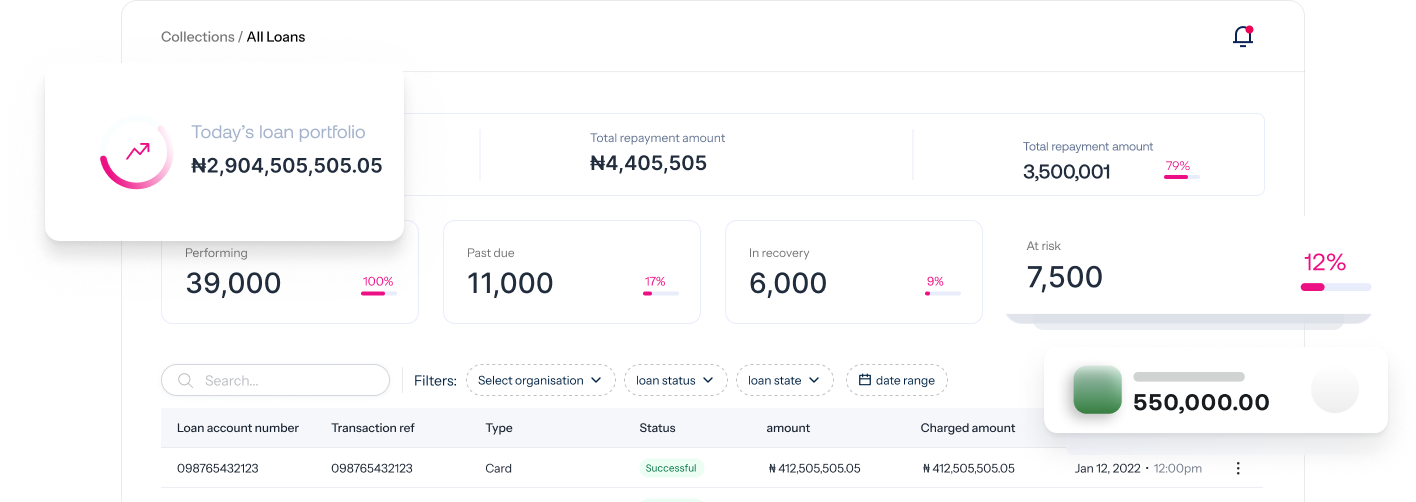 Collections / All Loans
Today's loan portfolio
₦2,904,505,505.05
Total repayment amount
₦4,405,505
Total repayment amount
3,500,001
79%
Performing
39,000
100%
Past due
11,000
17%
In recovery
6,000
9%
At risk
7,500
12%
Search...
Filters:
Select organisation
loan status
loan state
date range
550,000.00
Loan account number
Transaction ref
Type
Status
amount
Charged amount
098765432123
098765432123
Card
Successful
₦ 412,505,505.05
₦ 412,505,505.05
Jan 12, 2022 • 12:00pm